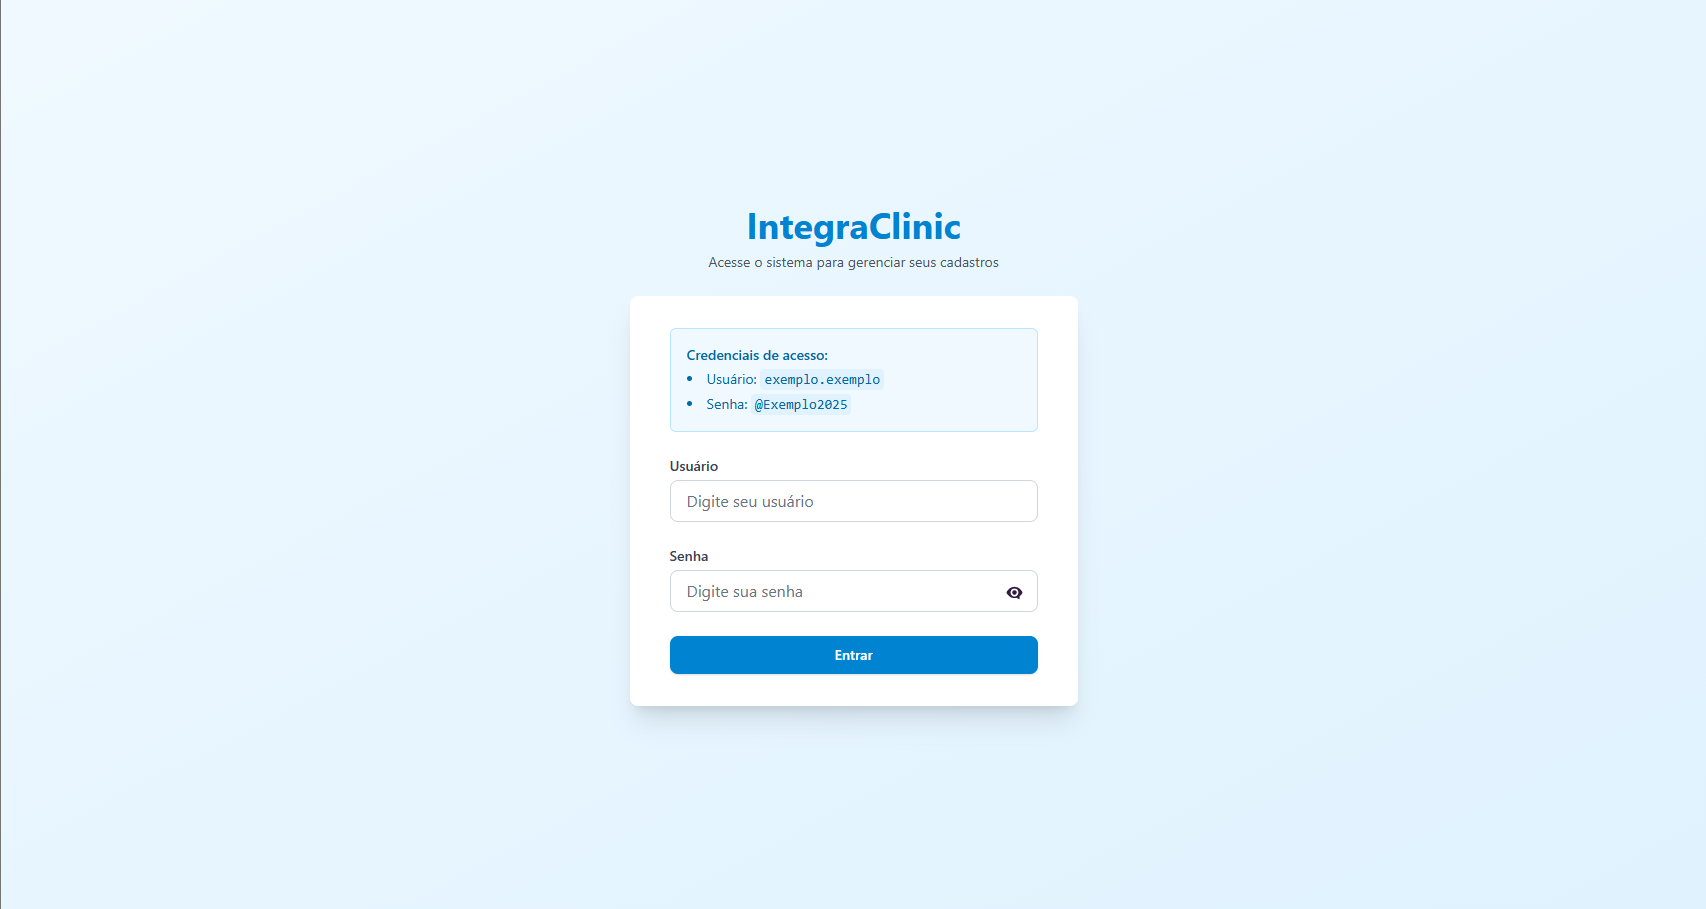 IntegraClinic
Acesse o sistema para gerenciar seus cadastros
Credenciais de acesso:
• Usuário: exemplo.exemplo
• Senha: @Exemplo2025
Usuário
Digite seu usuário
Senha
Digite sua senha
Entrar